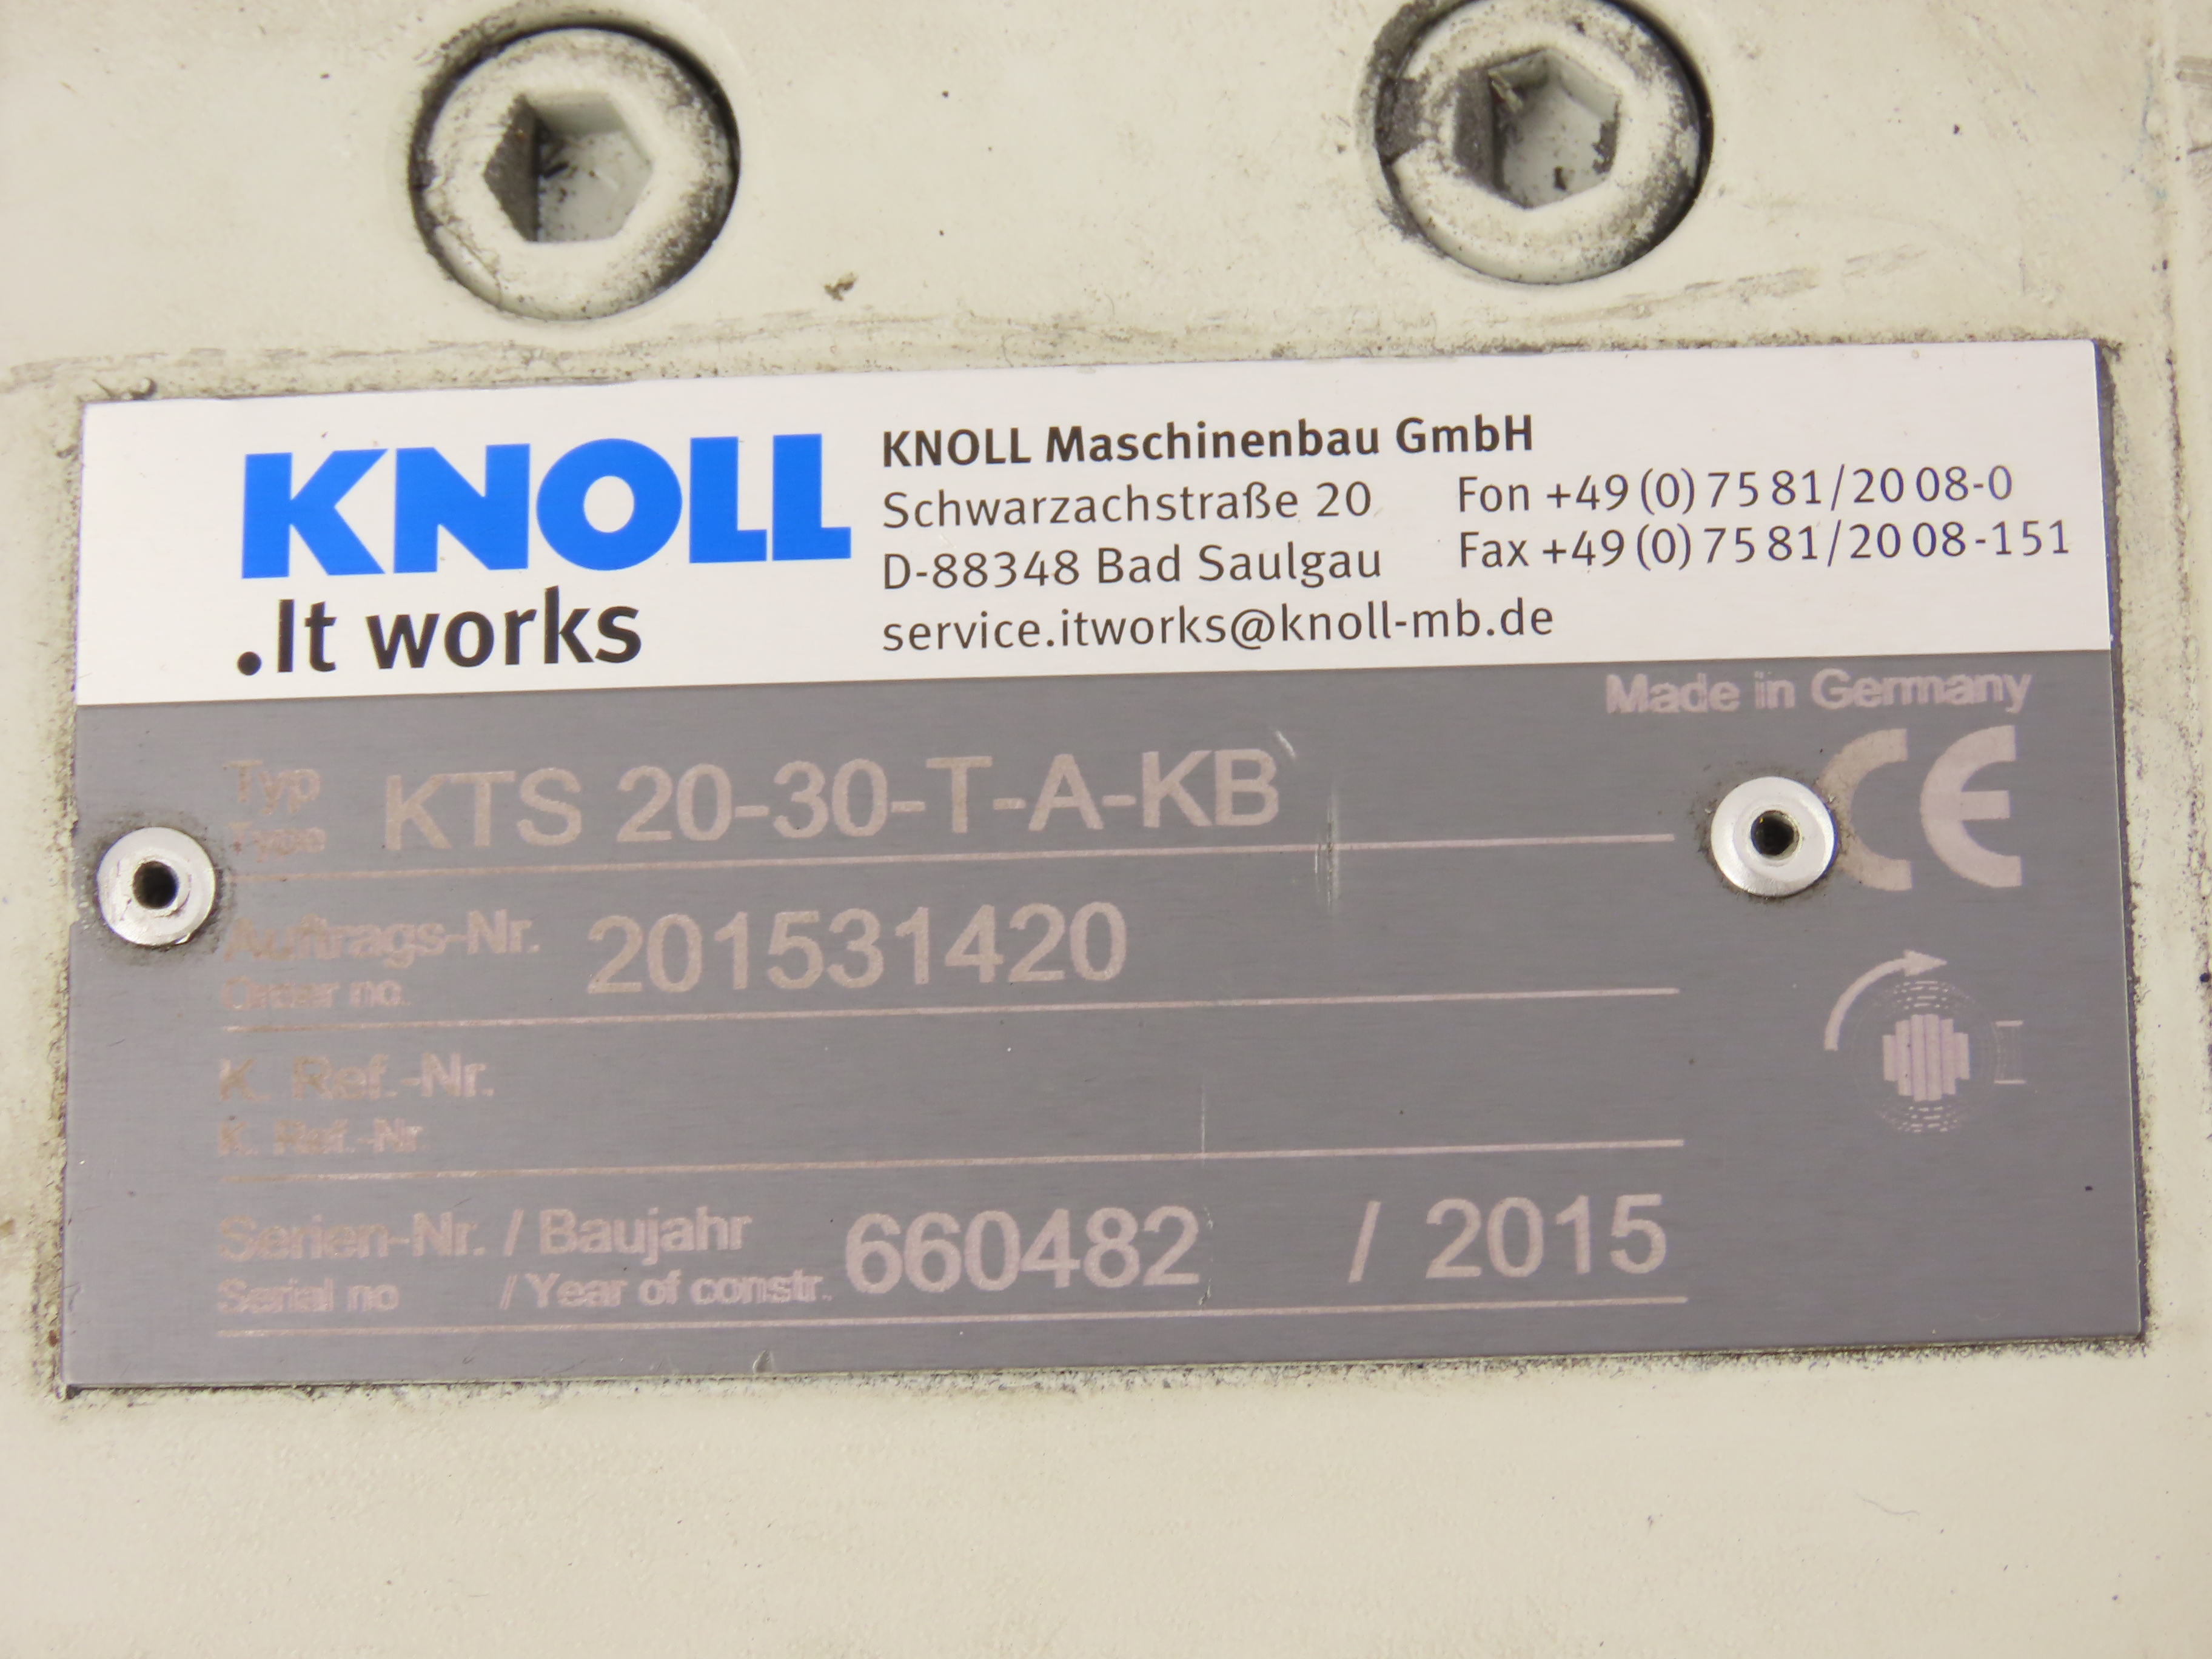 KNOLL
.It works
KNOLL Maschinenbau GmbH
Schwarzachstraße 20
D-88348 Bad Saulgau
service.itworks@knoll-mb.de
Fon +49 (0) 75 81/20 08-0
Fax +49 (0) 75 81/20 08-151
Made in Germany
CE
Typ KTS 20-30-T-A-KB
Type
Auftrags-Nr. 201531420
Order no.
K. Ref.-Nr.
K. Ref.-Nr.
Serien-Nr. / Baujahr 660482 / 2015
Serial no / Year of constr.